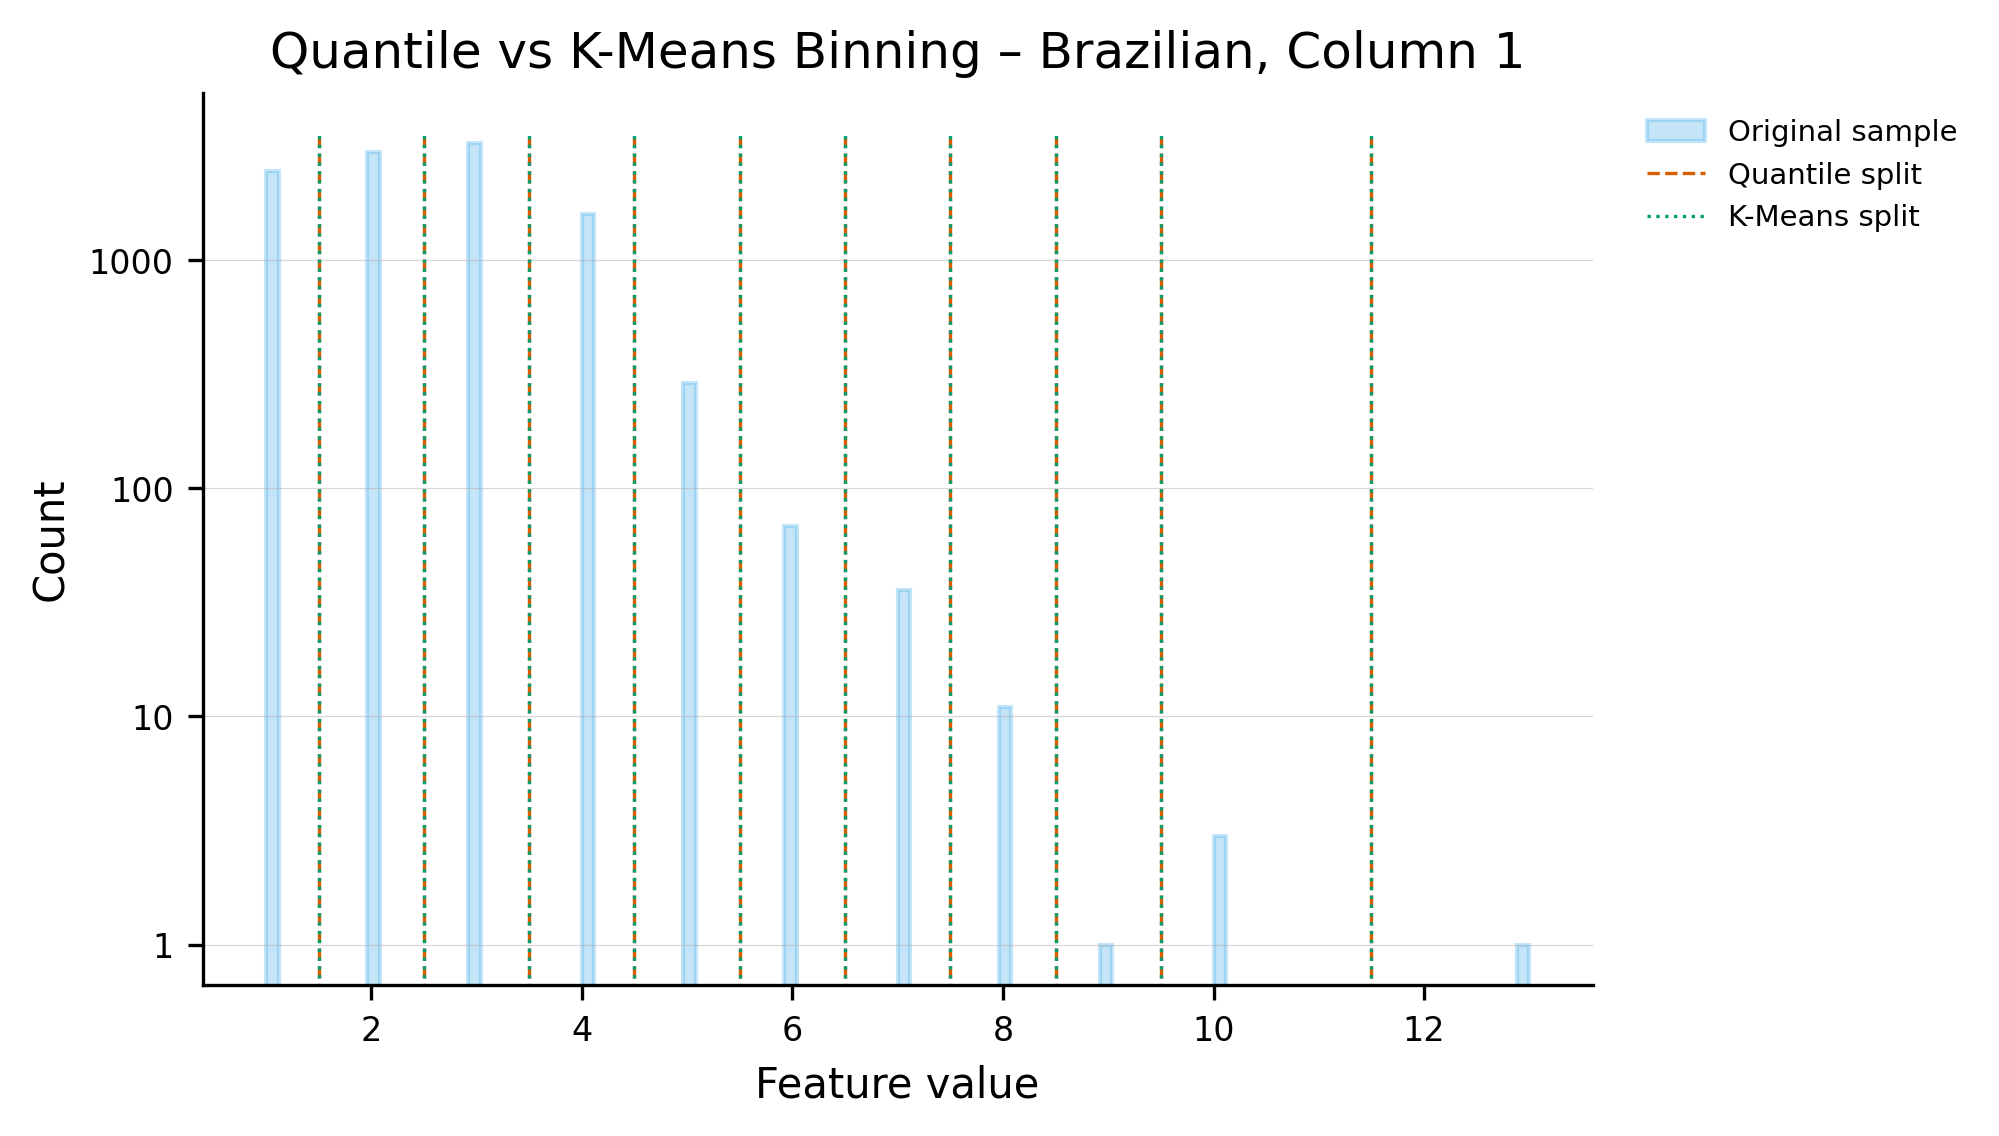 Quantile vs K-Means Binning – Brazilian, Column 1
Original sample
Quantile split
K-Means split
Count
1000
100
10
1
2 4 6 8 10 12
Feature value